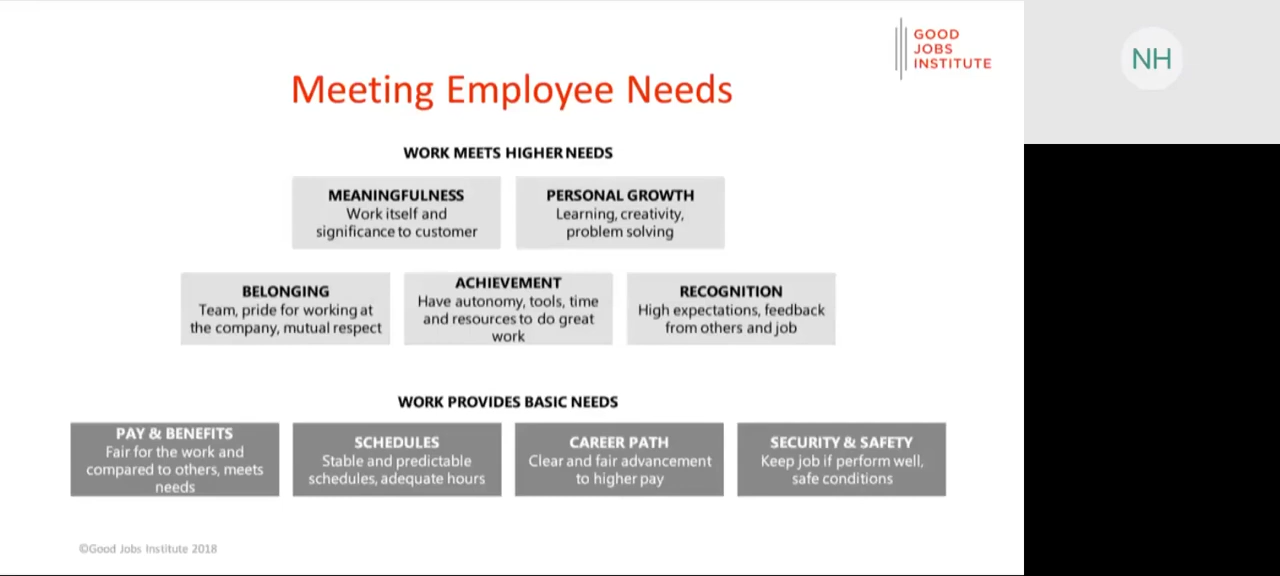 GOOD
JOBS
INSTITUTE
NH
Meeting Employee Needs
WORK MEETS HIGHER NEEDS
MEANINGFULNESS
Work itself and
significance to customer
PERSONAL GROWTH
Learning, creativity,
problem solving
BELONGING
Team, pride for working at
the company, mutual respect
ACHIEVEMENT
Have autonomy, tools, time
and resources to do great
work
RECOGNITION
High expectations, feedback
from others and job
WORK PROVIDES BASIC NEEDS
PAY & BENEFITS
Fair for the work and
compared to others, meets
needs
SCHEDULES
Stable and predictable
schedules, adequate hours
CAREER PATH
Clear and fair advancement
to higher pay
SECURITY & SAFETY
Keep job if perform well,
safe conditions
©Good Jobs Institute 2018